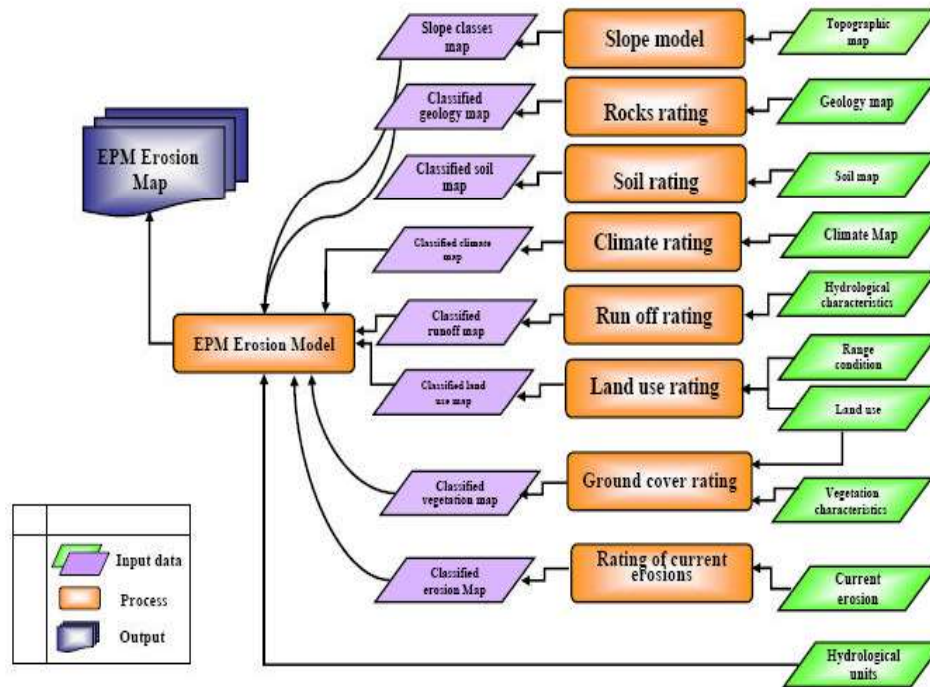 Slope classes
map
Slope model
Topographic
map
Classified
geology map
Rocks rating
Geology map
EPM Erosion
Map
Classified soil
map
Soil rating
Soil map
Classified climate
map
Climate rating
Climate Map
Classified
runoff map
Run off rating
Hydrological
characteristics
EPM Erosion Model
Classified land
use map
Land use rating
Range
condition
Land use
Classified
vegetation map
Ground cover rating
Vegetation
characteristics
Classified
erosion Map
Rating of current
erosions
Current
erosion
Hydrological
units
Input data
Process
Output